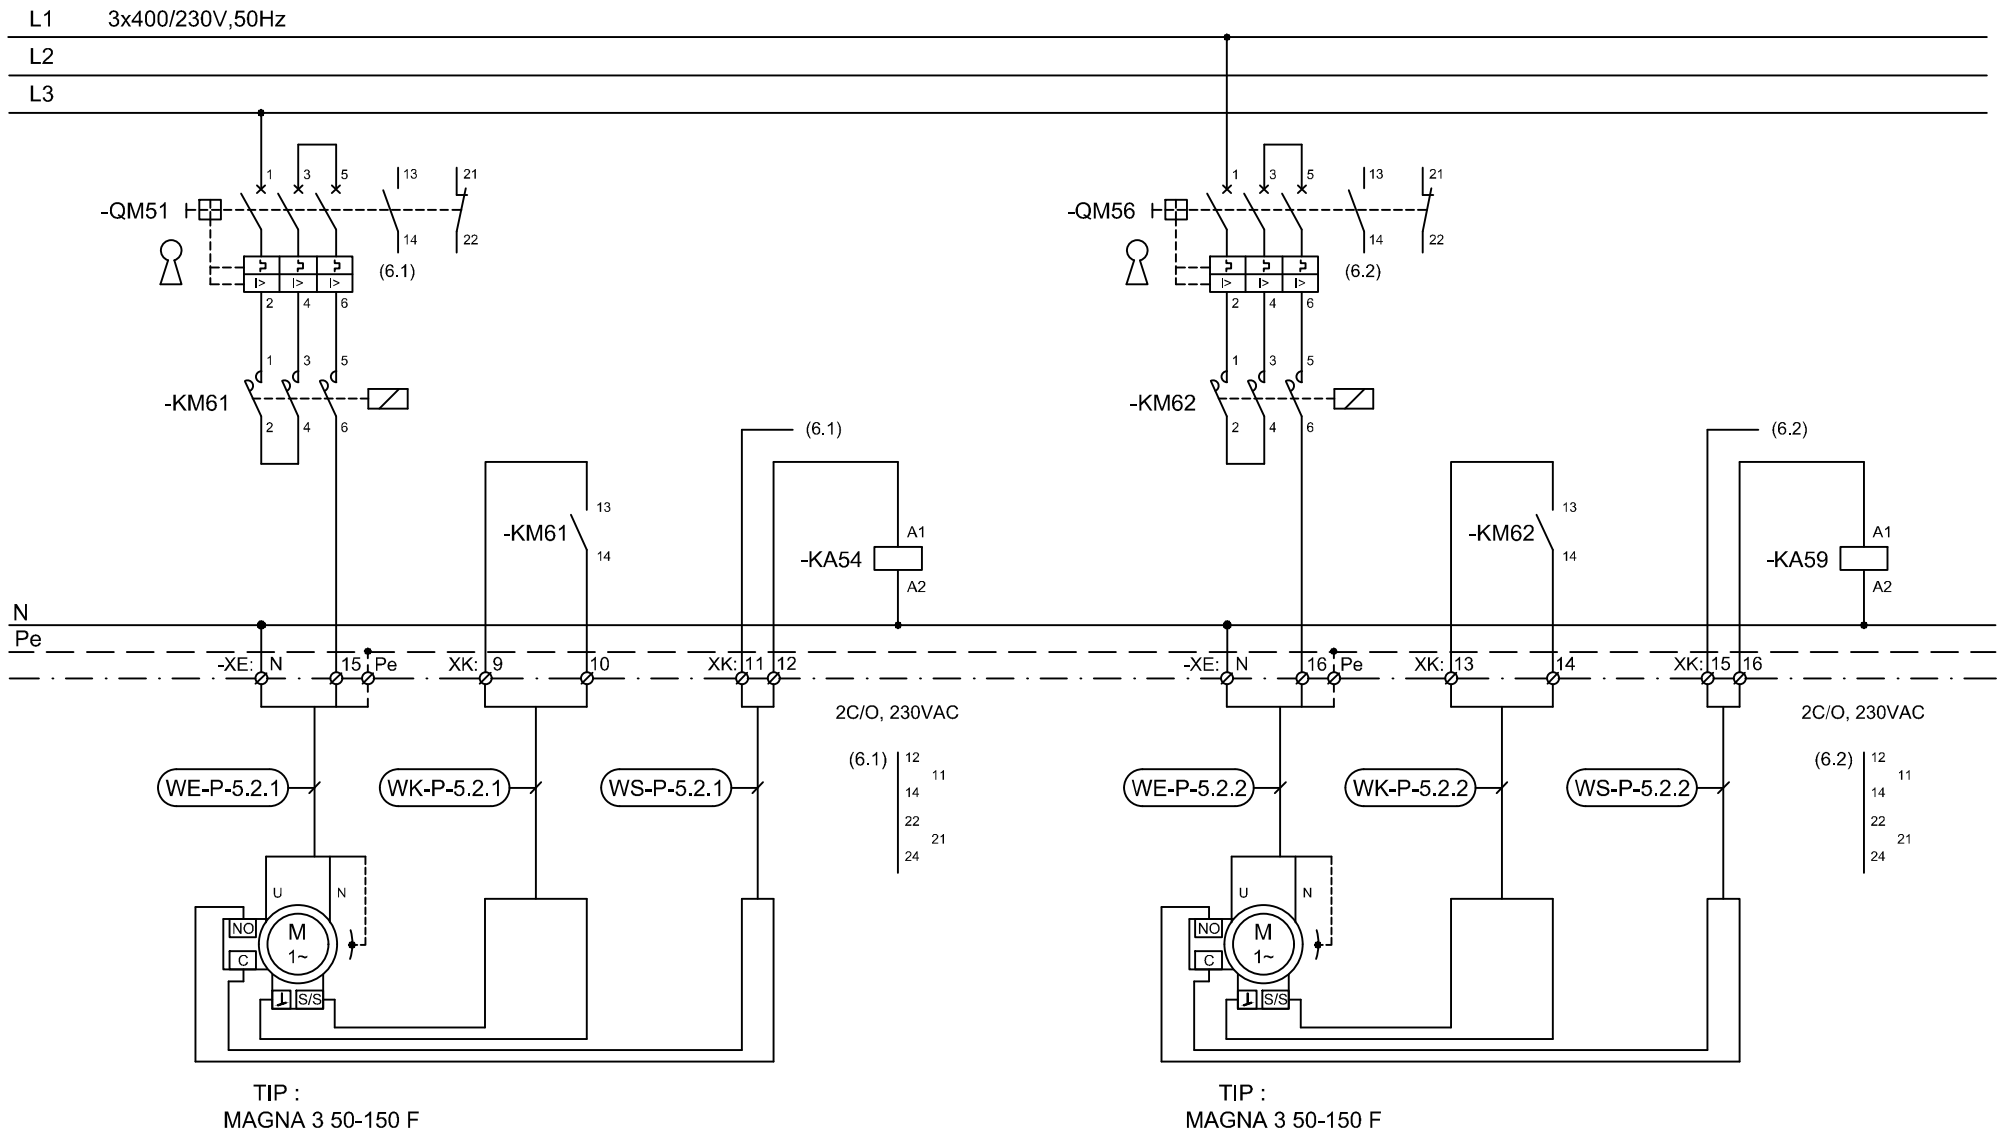 L1 3x400/230V,50Hz
L2
L3
1 3 5 13 21
-QM51
14 22
(6.1)
I> I> I>
2 4 6
1 3 5
-KM61
2 4 6
13
-KM61
14
(6.1)
A1
-KA54
A2
1 3 5 13 21
-QM56
14 22
(6.2)
I> I> I>
2 4 6
1 3 5
-KM62
2 4 6
13
-KM62
14
(6.2)
A1
-KA59
A2
N
Pe
-XE: N 15 Pe XK: 9 10 XK: 11 12
-XE: N 16 Pe XK: 13 14 XK: 15 16
2C/O, 230VAC
(6.1) 12
11
14
22
21
24
WE-P-5.2.1 WK-P-5.2.1 WS-P-5.2.1
U N
NO M
C 1~
S/S
TIP :
MAGNA 3 50-150 F
2C/O, 230VAC
(6.2) 12
11
14
22
21
24
WE-P-5.2.2 WK-P-5.2.2 WS-P-5.2.2
U N
NO M
C 1~
S/S
TIP :
MAGNA 3 50-150 F